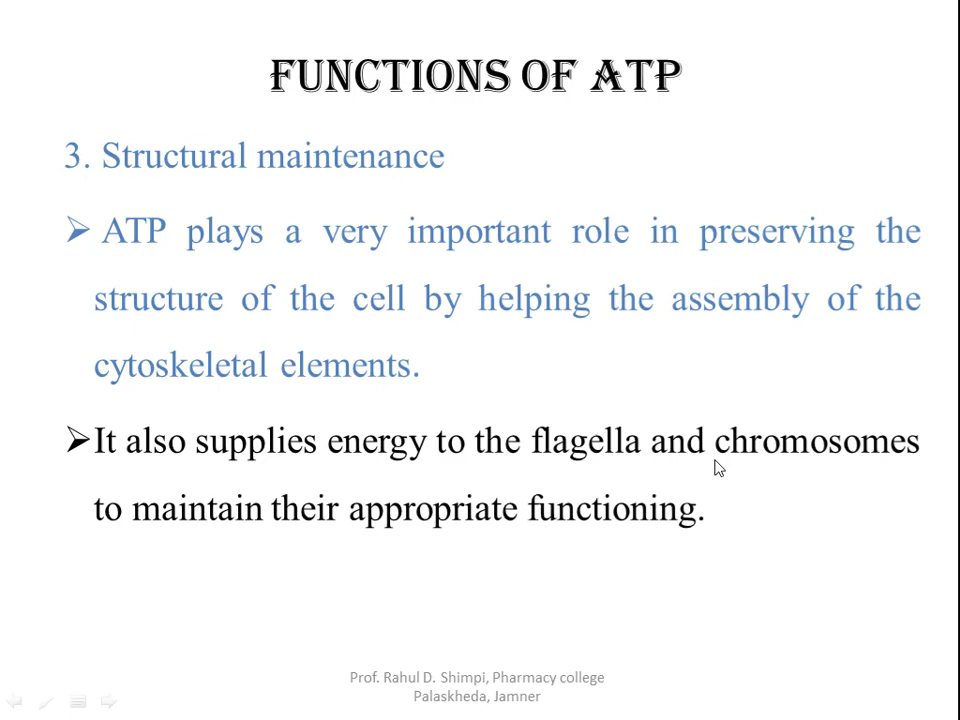 FUNCTIONS OF ATP
3. Structural maintenance
➢ ATP plays a very important role in preserving the
structure of the cell by helping the assembly of the
cytoskeletal elements.
➢It also supplies energy to the flagella and chromosomes
to maintain their appropriate functioning.
Prof. Rahul D. Shimpi, Pharmacy college
Palaskheda, Jamner